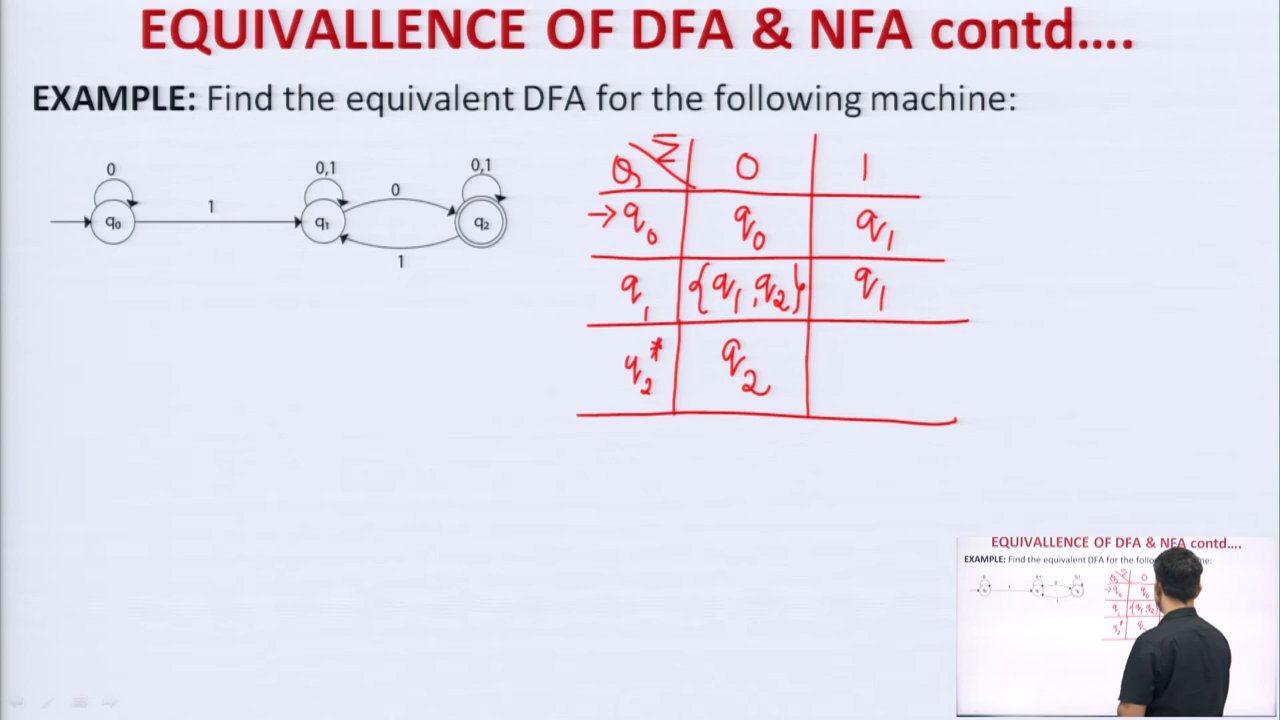 EQUIVALLENCE OF DFA & NFA contd....
EXAMPLE: Find the equivalent DFA for the following machine:
0 0,1 0,1
q0 1 q1 0 q2
1
Q Σ 0 1
→q0 q0 q1
q1 {q1,q2} q1
q2* q2
EQUIVALLENCE OF DFA & NFA contd....
EXAMPLE: Find the equivalent DFA for the follo ne: